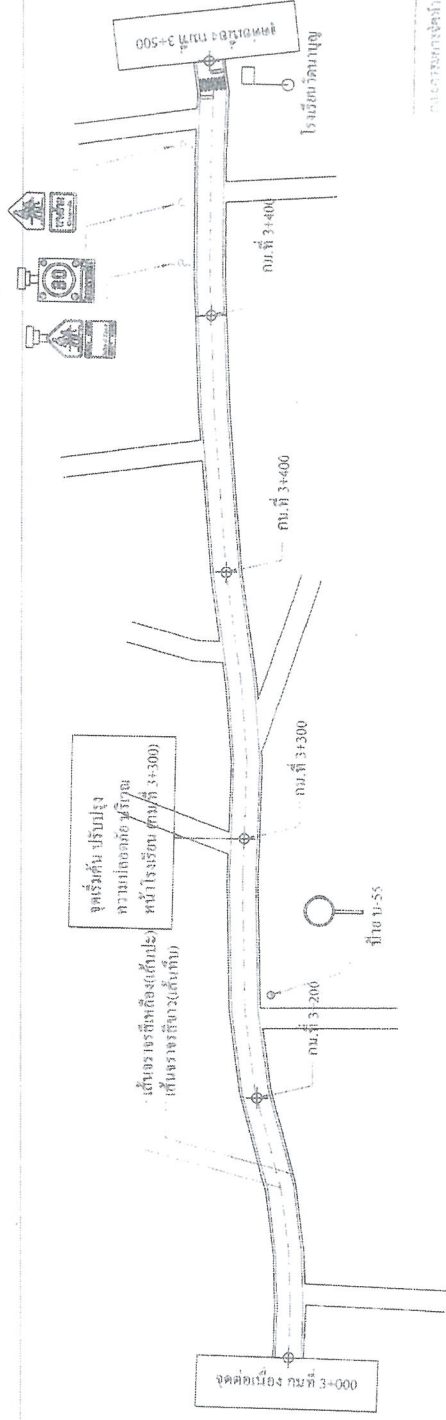 จุดต่อเนื่อง กม.ที่ 3+500
โรงเรียนวัดนาบุญ
30
กม.ที่ 3+400
กม.ที่ 3+400
จุดเริ่มต้น ปรับปรุง
ความปลอดภัย บริเวณ
หน้าโรงเรียน (กม.ที่ 3+300)
กม.ที่ 3+300
เส้นจราจรสีเหลือง(เส้นปะ)
เส้นจราจรสีขาว(เส้นทึบ)
ป้าย บ-55
กม.ที่ 3+200
จุดต่อเนื่อง กมที่ 3+000